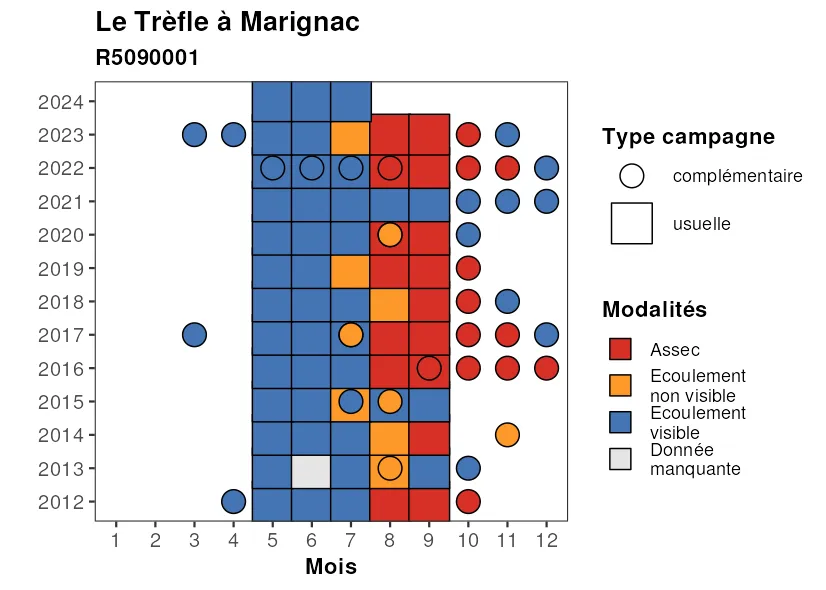 Le Trèfle à Marignac
R5090001
2024
2023
2022
2021
2020
2019
2018
2017
2016
2015
2014
2013
2012
1 2 3 4 5 6 7 8 9 10 11 12
Mois
Type campagne
complémentaire
usuelle
Modalités
Assec
Ecoulement
non visible
Ecoulement
visible
Donnée
manquante